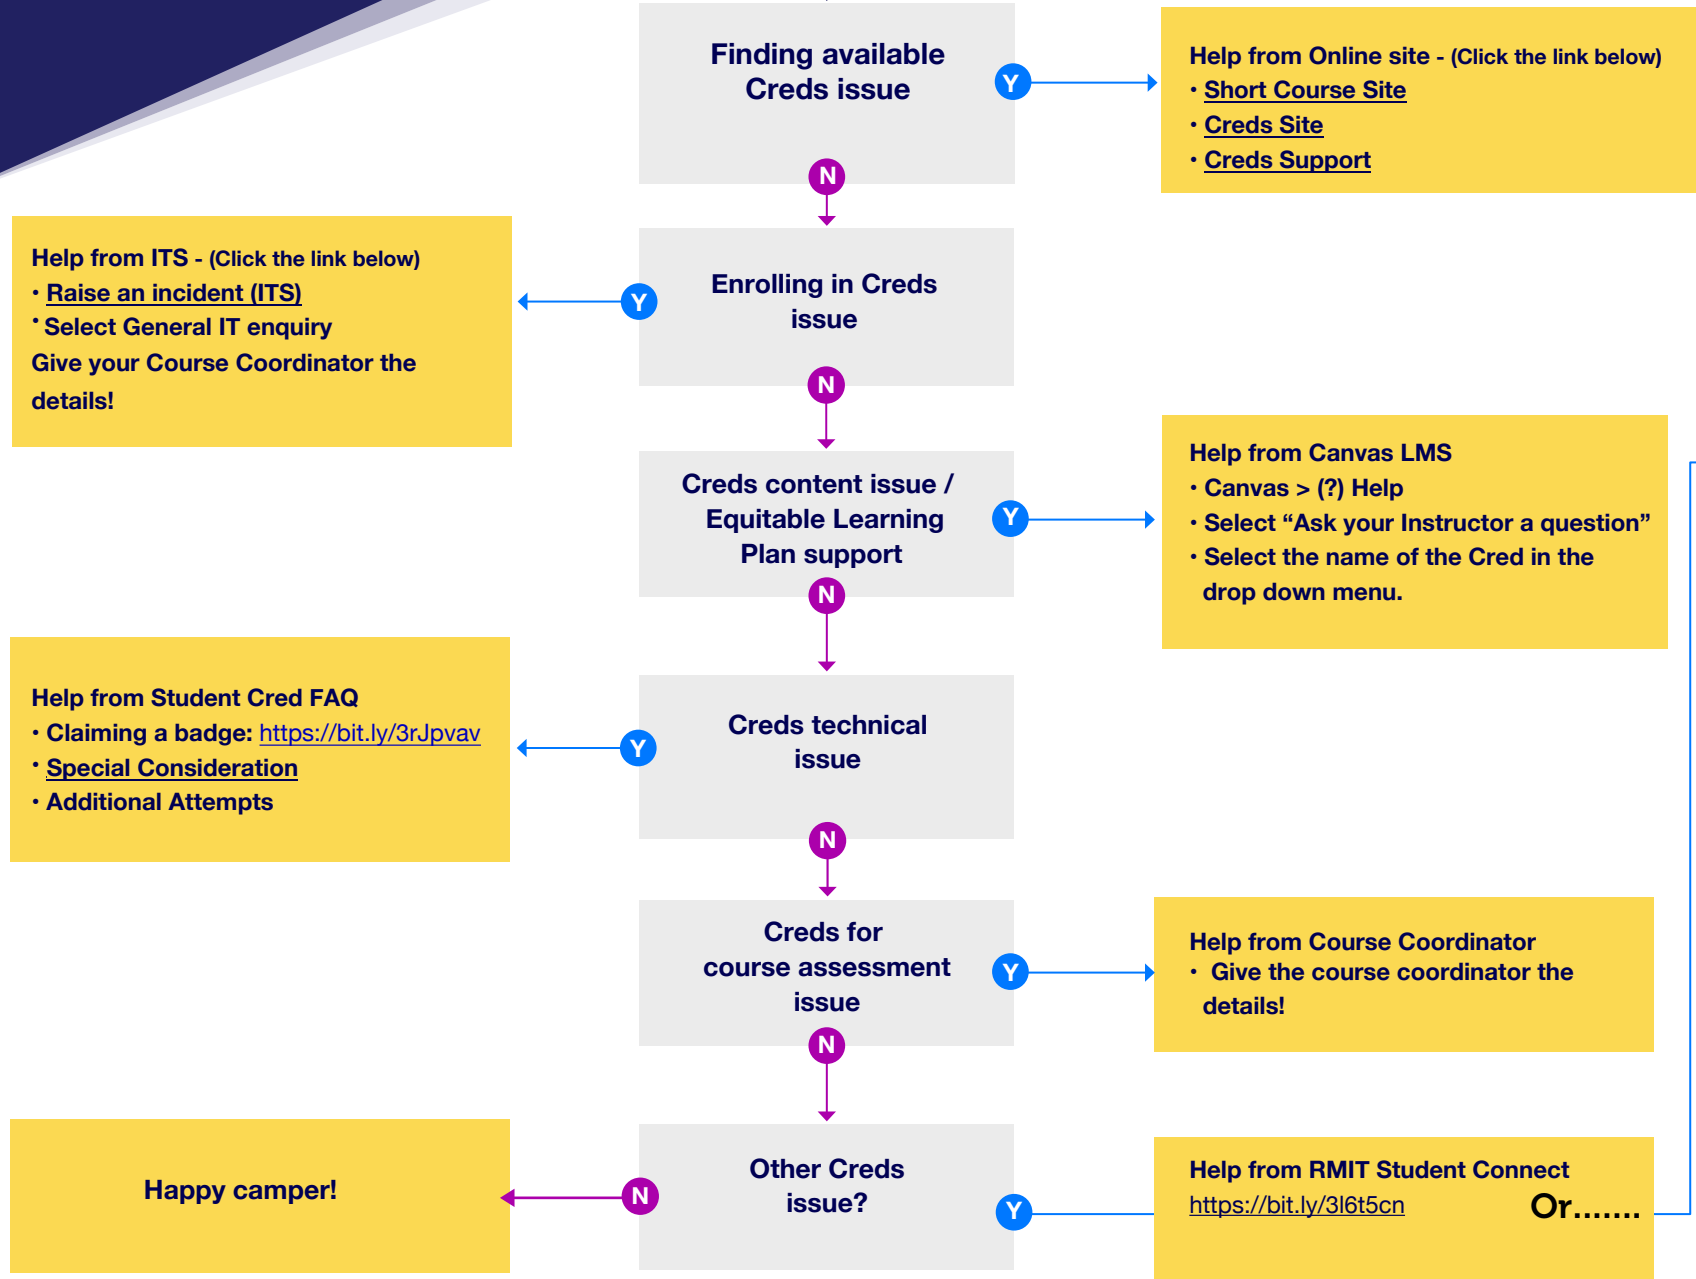 Finding available
Creds issue
Y
Help from Online site - (Click the link below)
· Short Course Site
· Creds Site
· Creds Support
N
Help from ITS - (Click the link below)
· Raise an incident (ITS)
· Select General IT enquiry
Give your Course Coordinator the
details!
Y
Enrolling in Creds
issue
N
Creds content issue /
Equitable Learning
Plan support
Y
Help from Canvas LMS
· Canvas > (?) Help
· Select “Ask your Instructor a question”
· Select the name of the Cred in the
drop down menu.
N
Help from Student Cred FAQ
· Claiming a badge: https://bit.ly/3rJpvav
· Special Consideration
· Additional Attempts
Y
Creds technical
issue
N
Creds for
course assessment
issue
Y
Help from Course Coordinator
· Give the course coordinator the
details!
N
Happy camper!
N
Other Creds
issue?
Y
Help from RMIT Student Connect
https://bit.ly/3l6t5cn Or.......